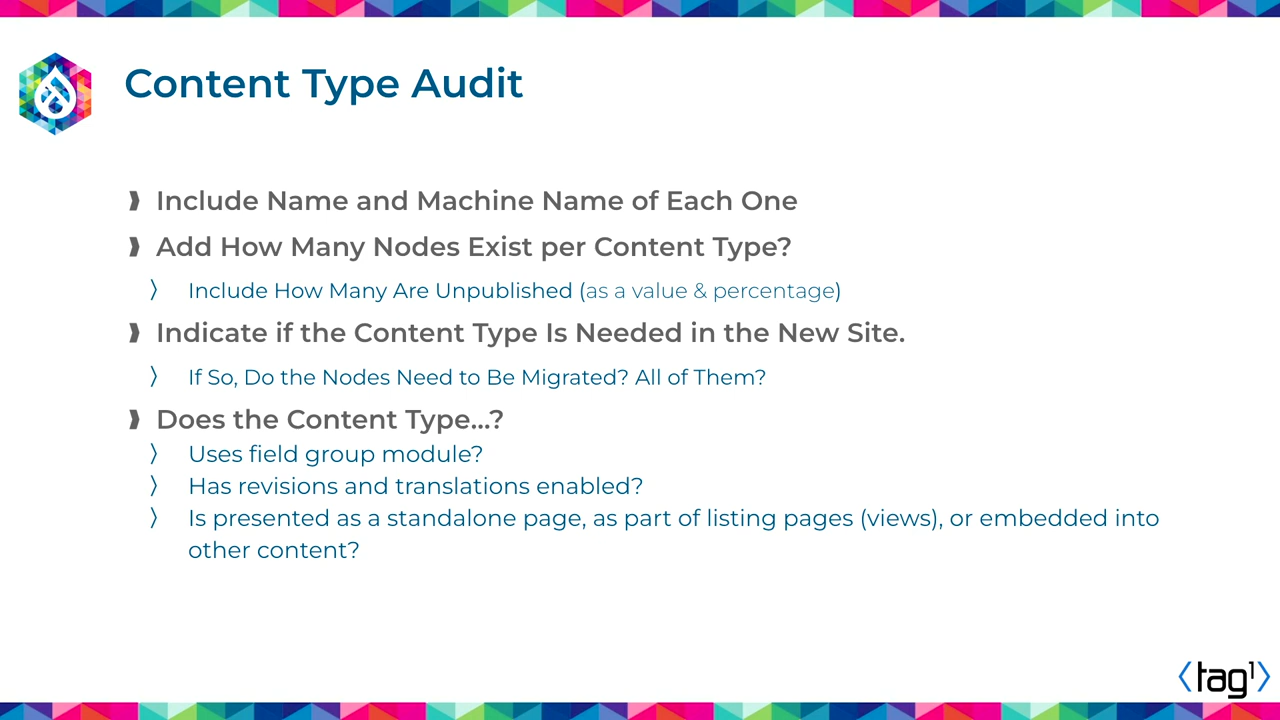 Content Type Audit
Include Name and Machine Name of Each One
Add How Many Nodes Exist per Content Type?
Include How Many Are Unpublished (as a value & percentage)
Indicate if the Content Type Is Needed in the New Site.
If So, Do the Nodes Need to Be Migrated? All of Them?
Does the Content Type...?
Uses field group module?
Has revisions and translations enabled?
Is presented as a standalone page, as part of listing pages (views), or embedded into
other content?
⟨tag¹⟩